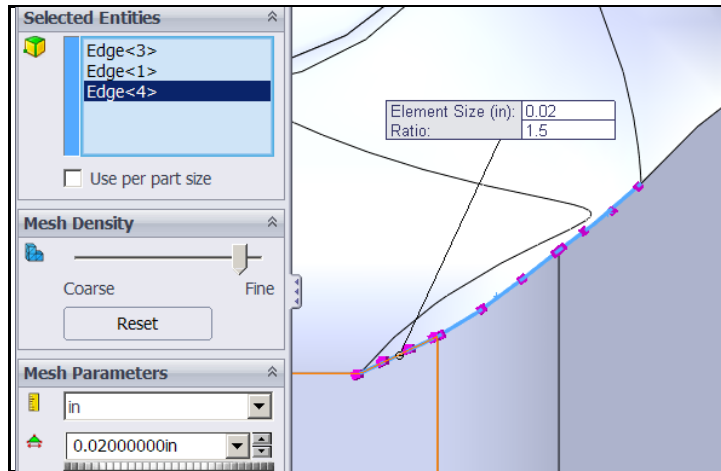 Selected Entities
Edge<3>
Edge<1>
Edge<4>
Use per part size
Mesh Density
Coarse
Fine
Reset
Mesh Parameters
in
0.02000000in
Element Size (in): 0.02
Ratio: 1.5